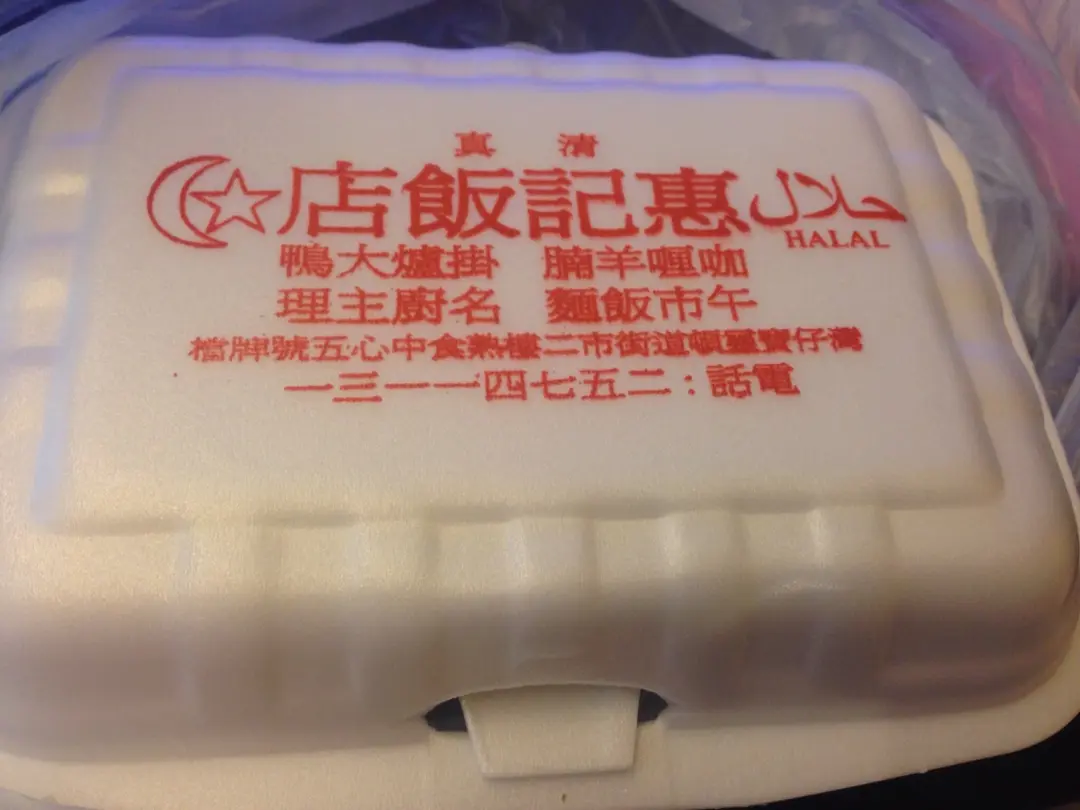 清真
惠記飯店
حلال
HALAL
咖喱羊腩 掛爐大鴨
午市飯麵 名廚主理
灣仔寶靈頓道街市二樓熟食中心五號牌檔
電話:二五七四一一三一